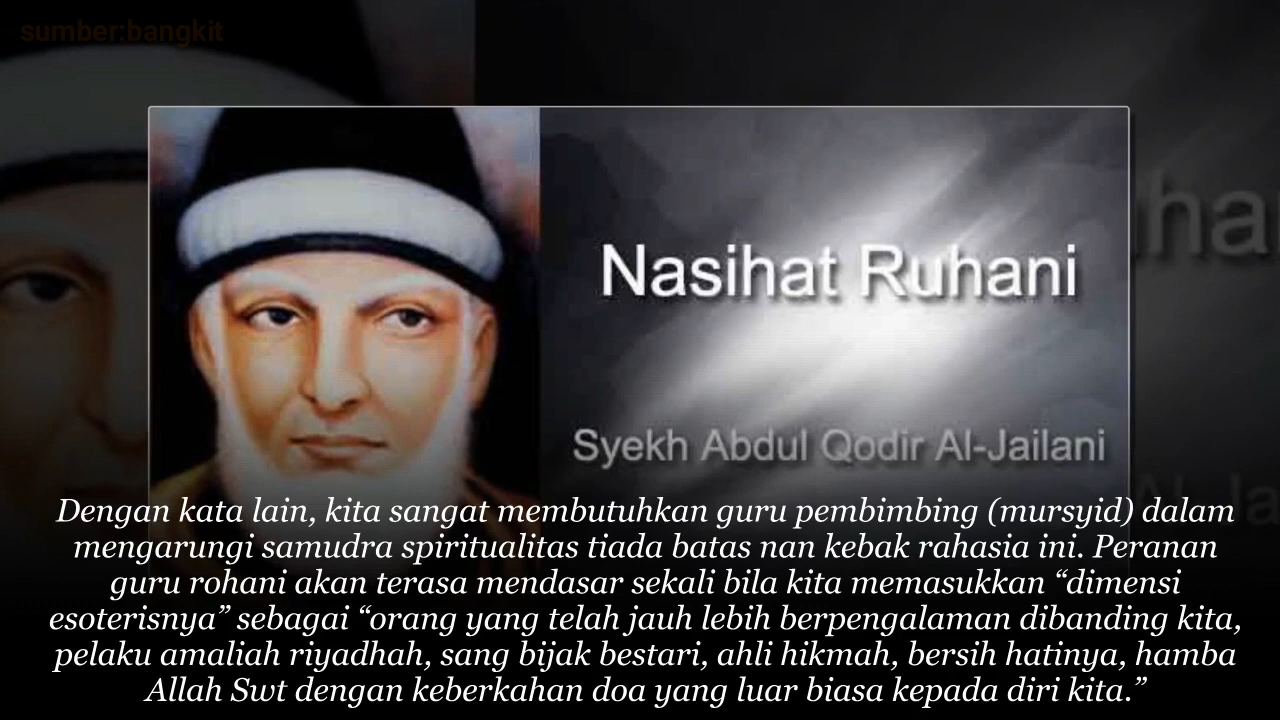 sumber:bangkit
Nasihat Ruhani
Syekh Abdul Qodir Al-Jailani
Dengan kata lain, kita sangat membutuhkan guru pembimbing (mursyid) dalam
mengarungi samudra spiritualitas tiada batas nan kebak rahasia ini. Peranan
guru rohani akan terasa mendasar sekali bila kita memasukkan “dimensi
esoterisnya” sebagai “orang yang telah jauh lebih berpengalaman dibanding kita,
pelaku amaliah riyadhah, sang bijak bestari, ahli hikmah, bersih hatinya, hamba
Allah Swt dengan keberkahan doa yang luar biasa kepada diri kita.”